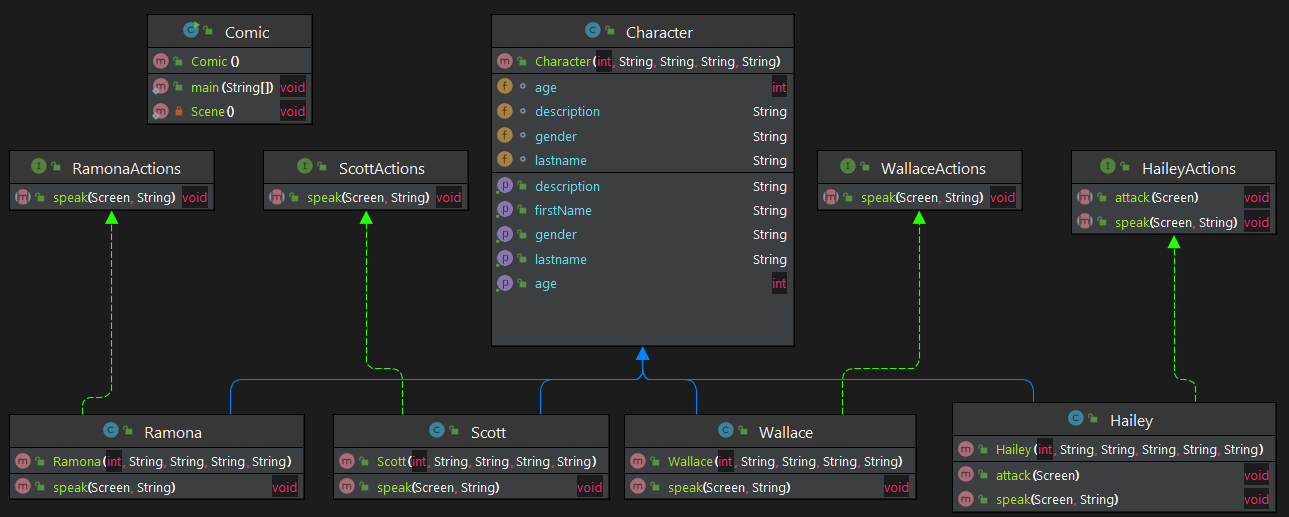 Comic
Comic()
main(String[]) void
Scene() void
Character
Character(int, String, String, String, String)
age int
description String
gender String
lastname String
description String
firstName String
gender String
lastname String
age int
RamonaActions
speak(Screen, String) void
ScottActions
speak(Screen, String) void
WallaceActions
speak(Screen, String) void
HaileyActions
attack(Screen) void
speak(Screen, String) void
Ramona
Ramona(int, String, String, String, String)
speak(Screen, String) void
Scott
Scott(int, String, String, String, String)
speak(Screen, String) void
Wallace
Wallace(int, String, String, String, String)
speak(Screen, String) void
Hailey
Hailey(int, String, String, String, String, String)
attack(Screen) void
speak(Screen, String) void